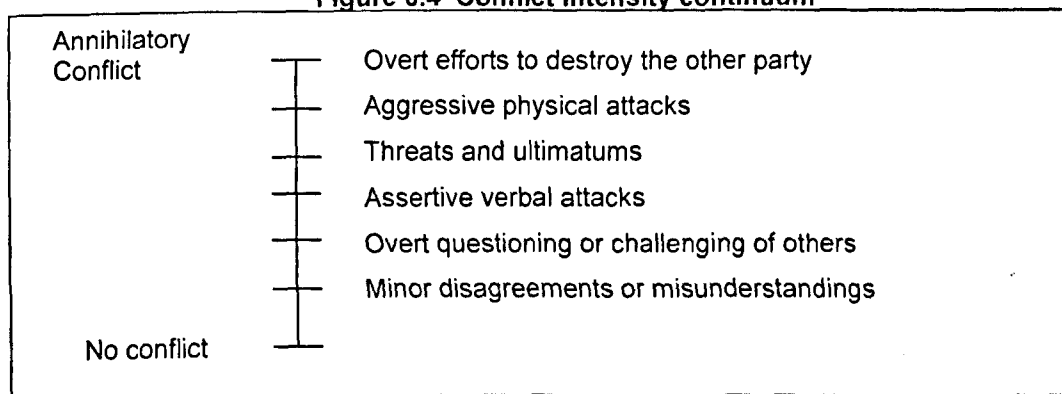 Figure 6.4 Conflict intensity continuum
Annihilatory
Conflict
Overt efforts to destroy the other party
Aggressive physical attacks
Threats and ultimatums
Assertive verbal attacks
Overt questioning or challenging of others
Minor disagreements or misunderstandings
No conflict